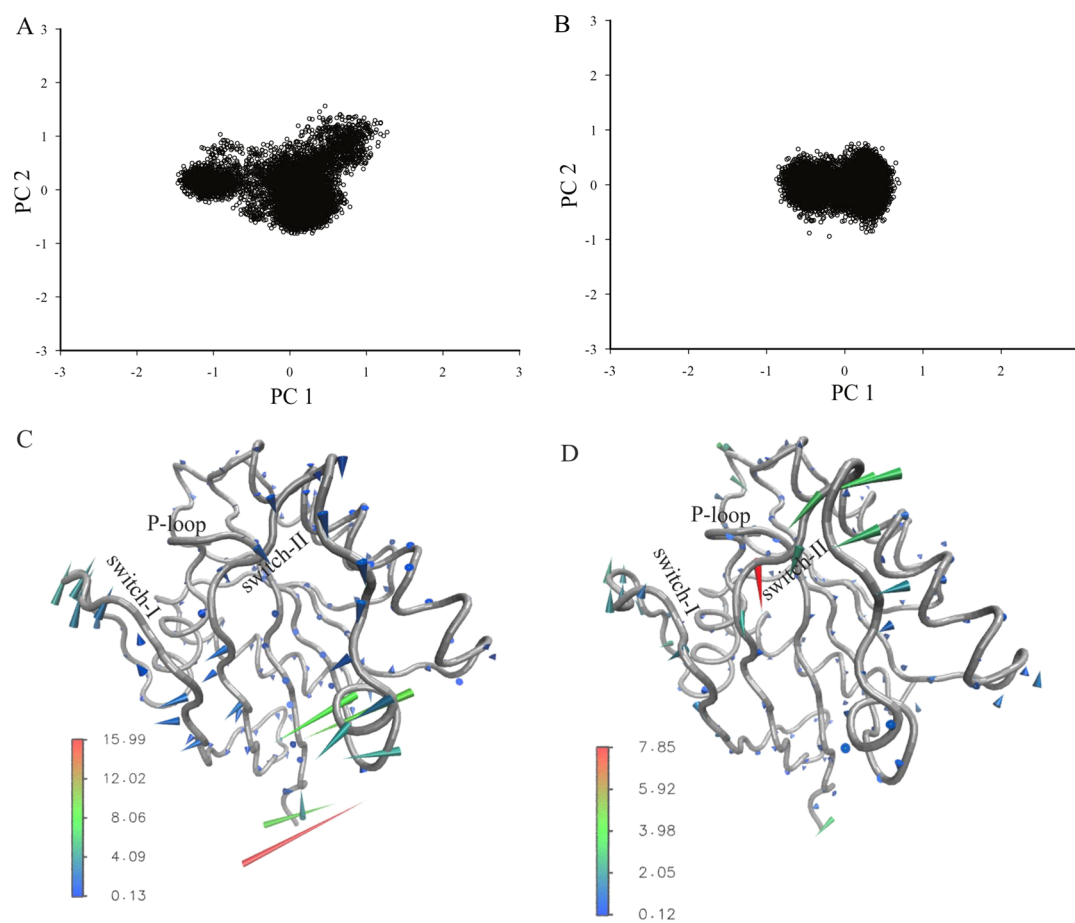 A
3
2
1
0
-1
-2
-3
PC 2
-3
-2
-1
0
1
2
3
PC 1
B
3
2
1
0
-1
-2
-3
PC 2
-3
-2
-1
0
1
2
PC 1
C
P-loop
switch-I
switch-II
15.99
12.02
8.06
4.09
0.13
D
P-loop
switch-I
switch-II
7.85
5.92
3.98
2.05
0.12